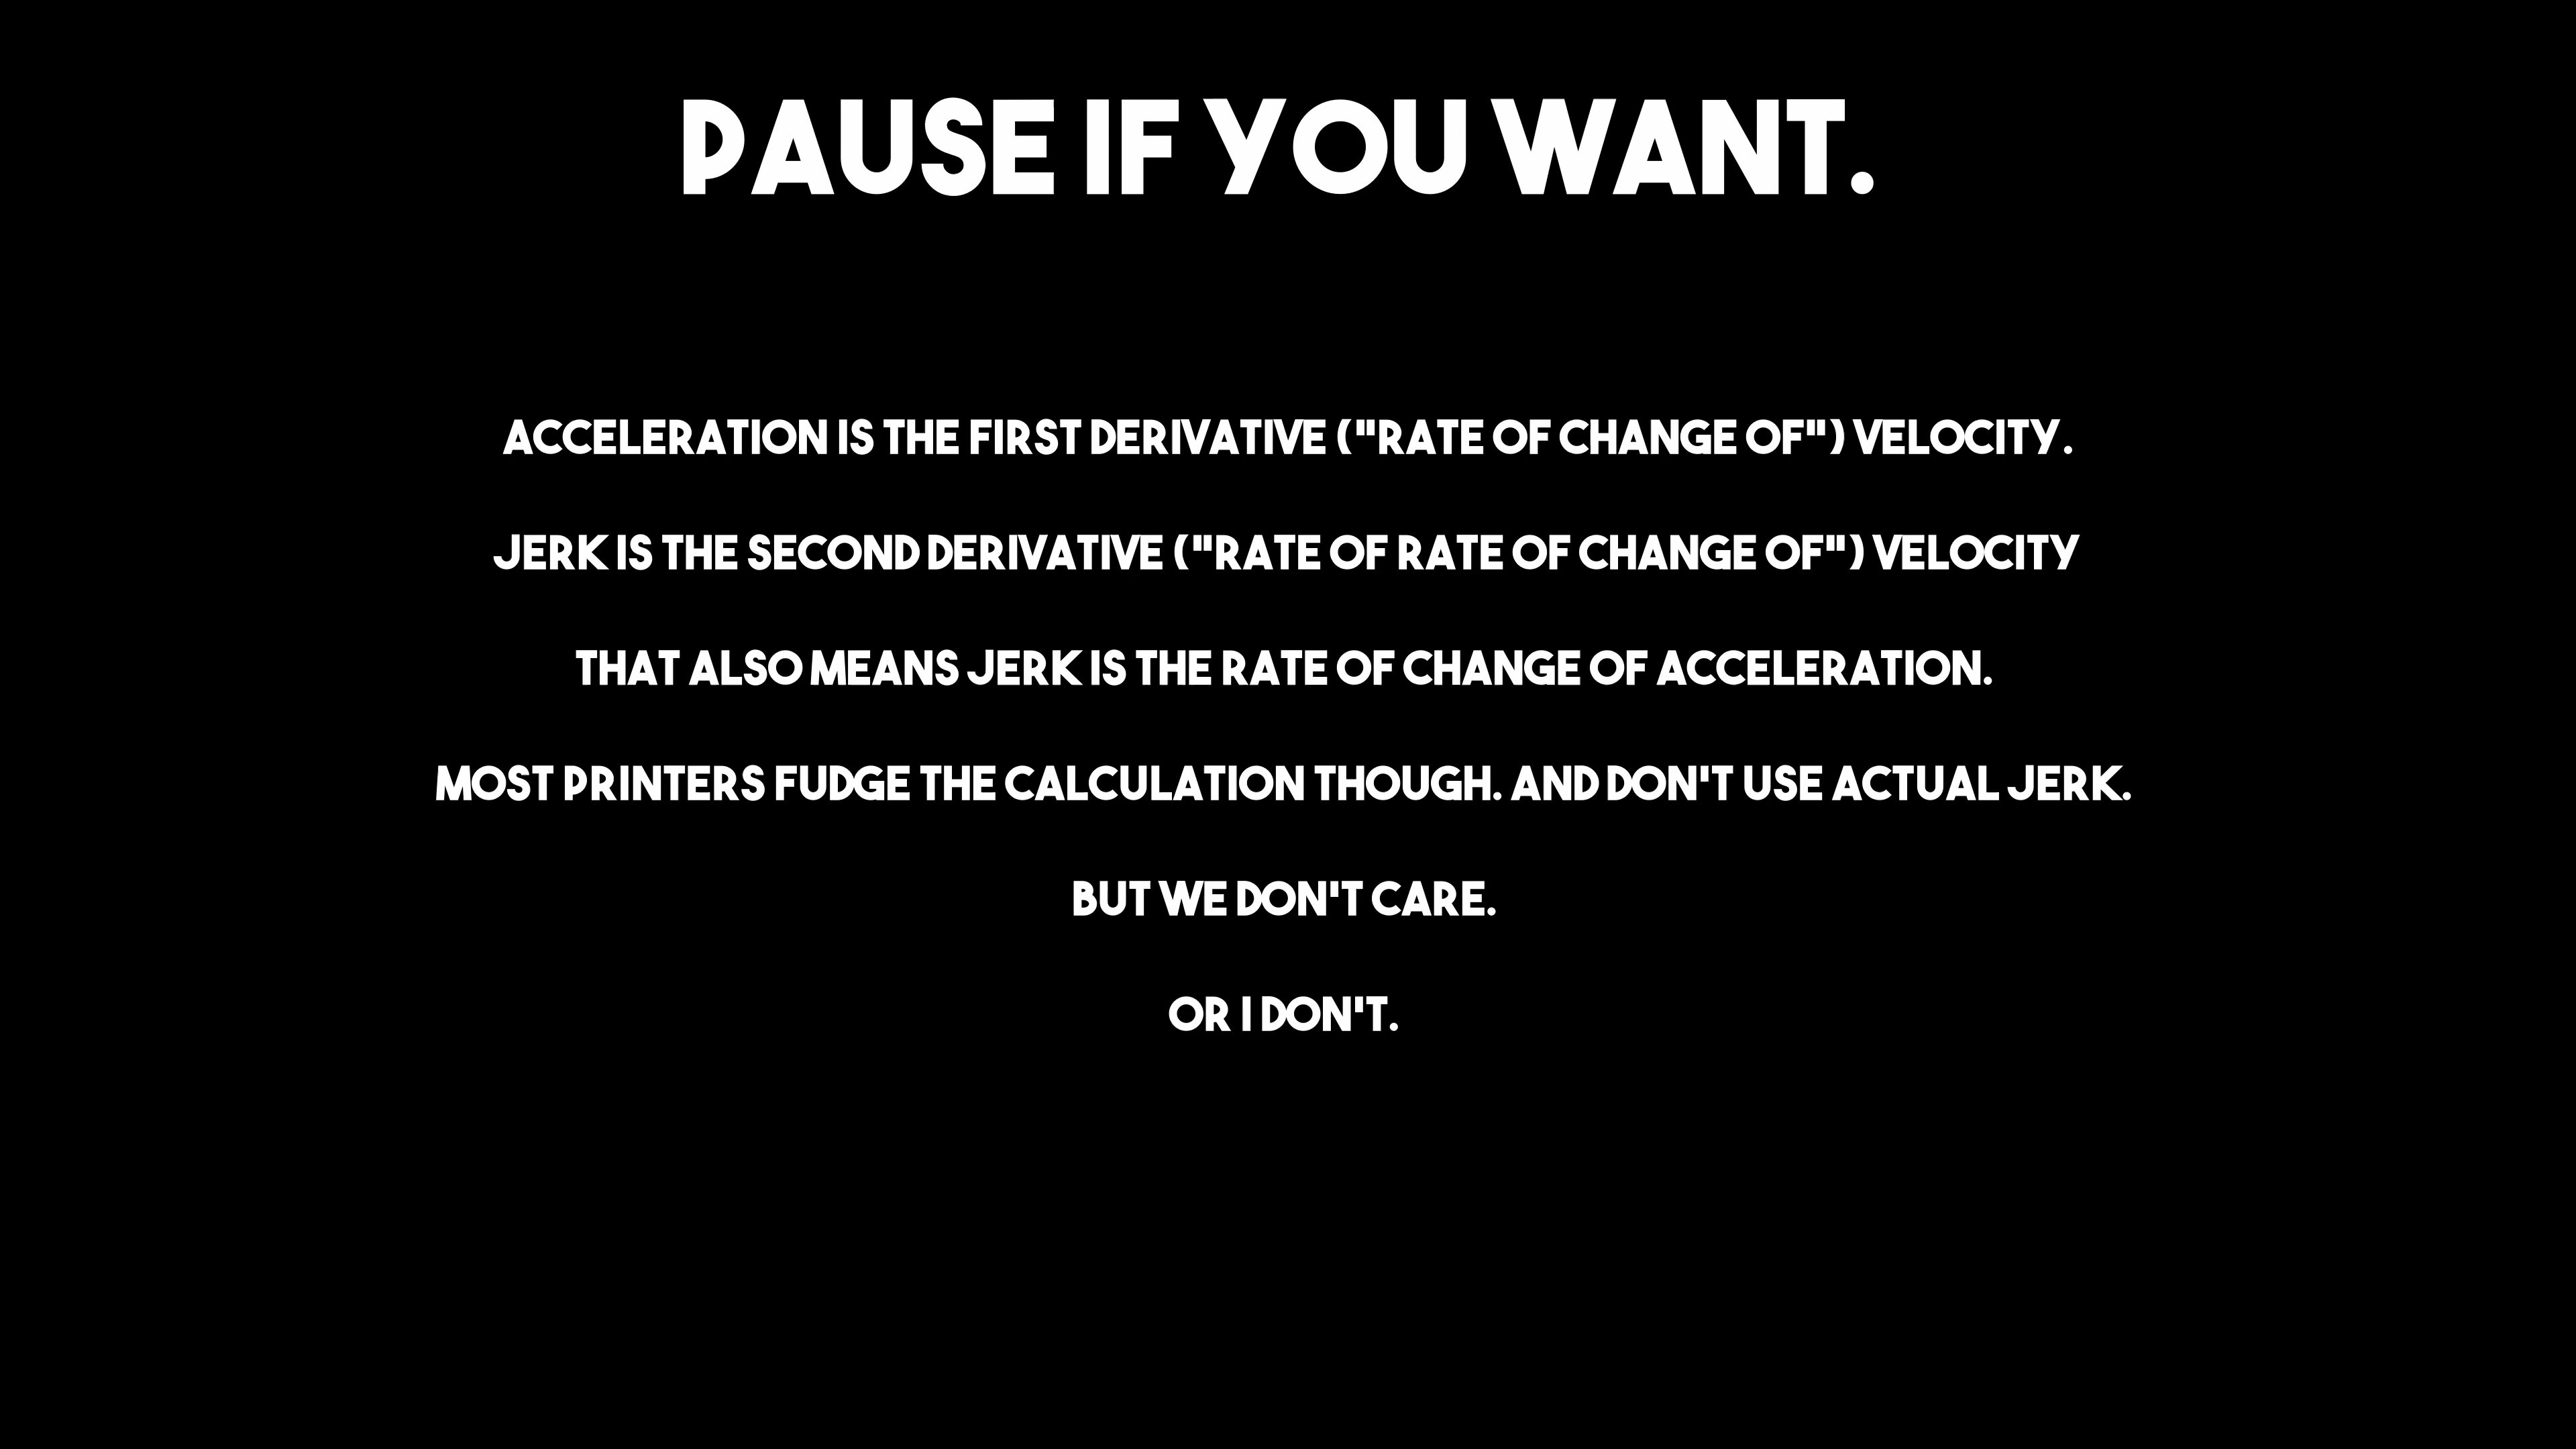 PAUSE IF YOU WANT.
ACCELERATION IS THE FIRST DERIVATIVE ("RATE OF CHANGE OF") VELOCITY.
JERK IS THE SECOND DERIVATIVE ("RATE OF RATE OF CHANGE OF") VELOCITY
THAT ALSO MEANS JERK IS THE RATE OF CHANGE OF ACCELERATION.
MOST PRINTERS FUDGE THE CALCULATION THOUGH. AND DON'T USE ACTUAL JERK.
BUT WE DON'T CARE.
OR I DON'T.